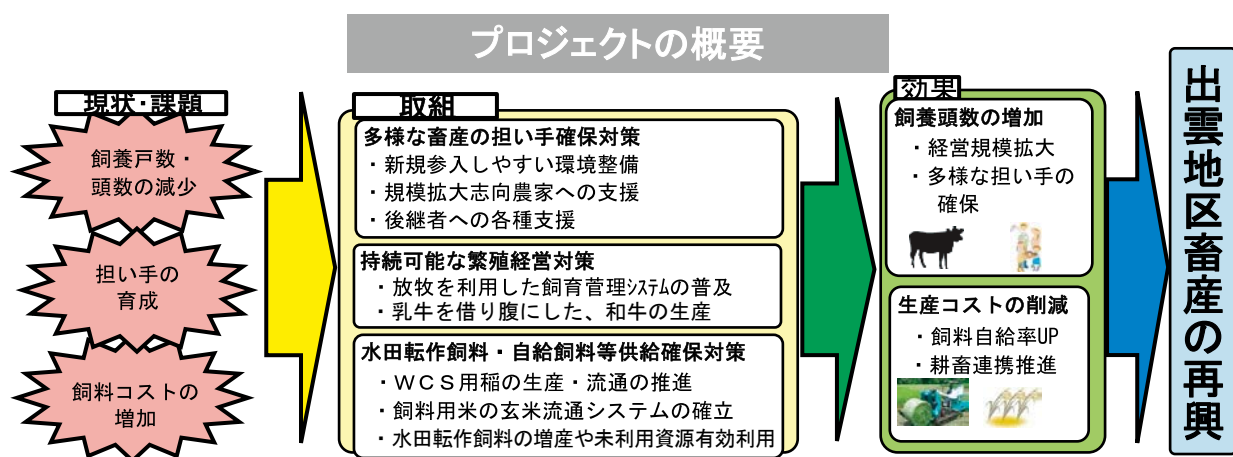 プロジェクトの概要
現状・課題
飼養戸数・
頭数の減少
担い手の
育成
飼料コストの
増加
取組
多様な畜産の担い手確保対策
・新規参入しやすい環境整備
・規模拡大志向農家への支援
・後継者への各種支援
持続可能な繁殖経営対策
・放牧を利用した飼育管理ｼｽﾃﾑの普及
・乳牛を借り腹にした、和牛の生産
水田転作飼料・自給飼料等供給確保対策
・ＷＣＳ用稲の生産・流通の推進
・飼料用米の玄米流通システムの確立
・水田転作飼料の増産や未利用資源有効利用
効果
飼養頭数の増加
・経営規模拡大
・多様な担い手の
確保
生産コストの削減
・飼料自給率UP
・耕畜連携推進
出雲地区畜産の再興